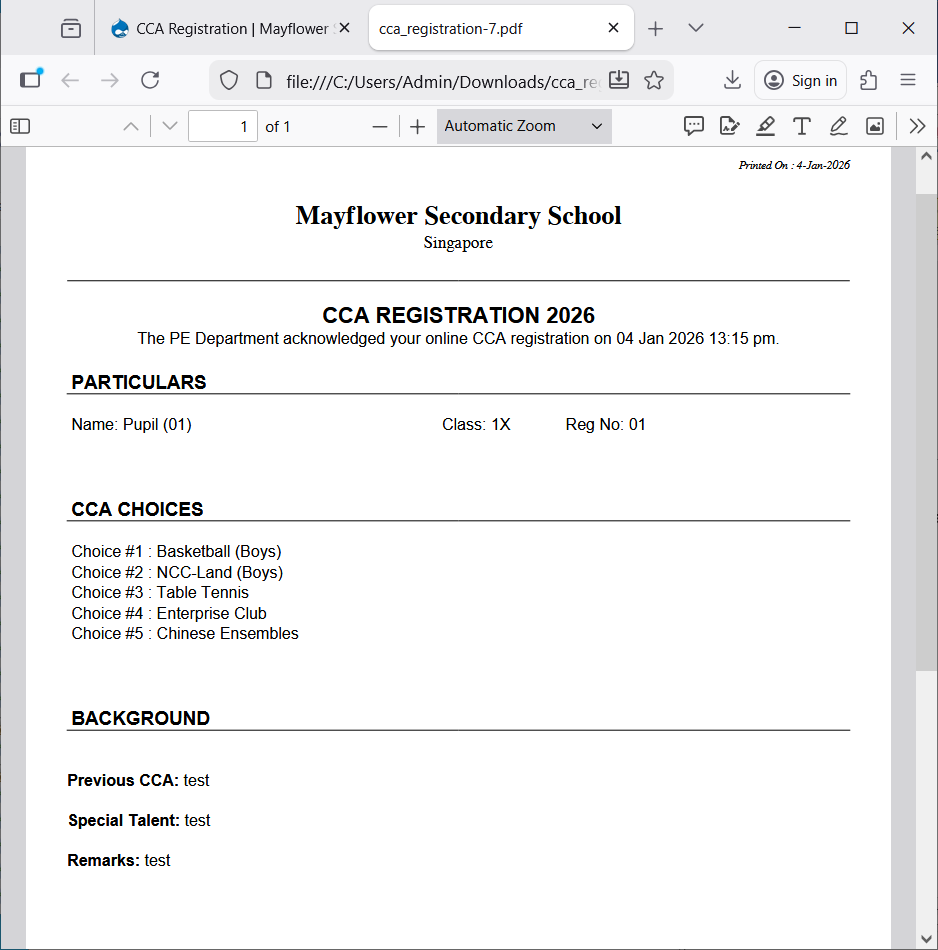 CCA Registration | Mayflower
cca_registration-7.pdf
file:///C:/Users/Admin/Downloads/cca_re
Sign in
1 of 1
Automatic Zoom
Printed On : 4-Jan-2026
Mayflower Secondary School
Singapore
CCA REGISTRATION 2026
The PE Department acknowledged your online CCA registration on 04 Jan 2026 13:15 pm.
PARTICULARS
Name: Pupil (01) Class: 1X Reg No: 01
CCA CHOICES
Choice #1 : Basketball (Boys)
Choice #2 : NCC-Land (Boys)
Choice #3 : Table Tennis
Choice #4 : Enterprise Club
Choice #5 : Chinese Ensembles
BACKGROUND
Previous CCA: test
Special Talent: test
Remarks: test